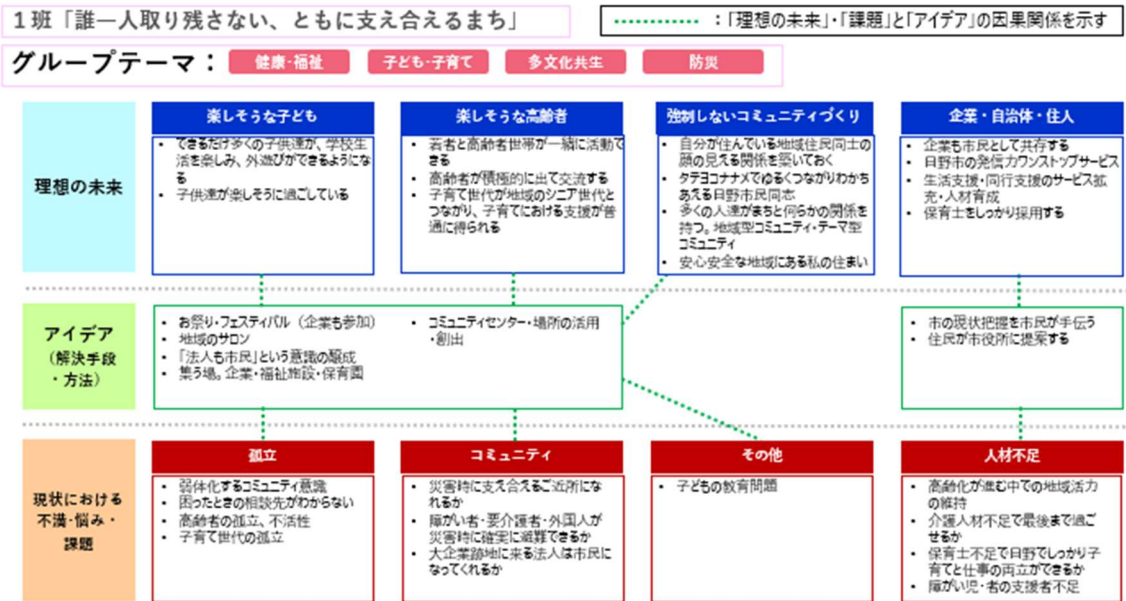 1班「誰一人取り残さない、ともに支え合えるまち」
：「理想の未来」・「課題」と「アイデア」の因果関係を示す
グループテーマ：
健康・福祉
子ども・子育て
多文化共生
防災
理想の未来
楽しそうな子ども
・できるだけ多くの子供達が、学校生
活を楽しみ、外遊びができるようにな
る
・子供達が楽しそうに過ごしている
楽しそうな高齢者
・若者と高齢者世帯が一緒に活動で
きる
・高齢者が積極的に出て交流する
・子育て世代が地域のシニア世代と
つながり、子育てにおける支援が普
通に得られる
強制しないコミュニティづくり
・自分が住んでいる地域住民同士の
顔の見える関係を築いておく
・タテヨコナナメでゆるくつながりわかち
あえる日野市民同志
・多くの人達がまちと何らかの関係を
持つ。地域型コミュニティ・テーマ型
コミュニティ
・安心安全な地域にある私の住まい
企業・自治体・住人
・企業も市民として共存する
・日野市の発信力ワンストップサービス
・生活支援・同行支援のサービス拡
充・人材育成
・保育士をしっかり採用する
アイデア
（解決手段
・方法）
・お祭り・フェスティバル（企業も参加）
・地域のサロン
・「法人も市民」という意識の醸成
・集う場。企業・福祉施設・保育園
・コミュニティセンター・場所の活用
・創出
・市の現状把握を市民が手伝う
・住民が市役所に提案する
現状における
不満・悩み・
課題
孤立
・弱体化するコミュニティ意識
・困ったときの相談先がわからない
・高齢者の孤立、不活性
・子育て世代の孤立
コミュニティ
・災害時に支え合えるご近所にな
れるか
・障がい者・要介護者・外国人が
災害時に確実に避難できるか
・大企業跡地に来る法人は市民に
なってくれるか
その他
・子どもの教育問題
人材不足
・高齢化が進む中での地域活力
の維持
・介護人材不足で最後まで過ご
せるか
・保育士不足で日野でしっかり子
育てと仕事の両立ができるか
・障がい児・者の支援者不足